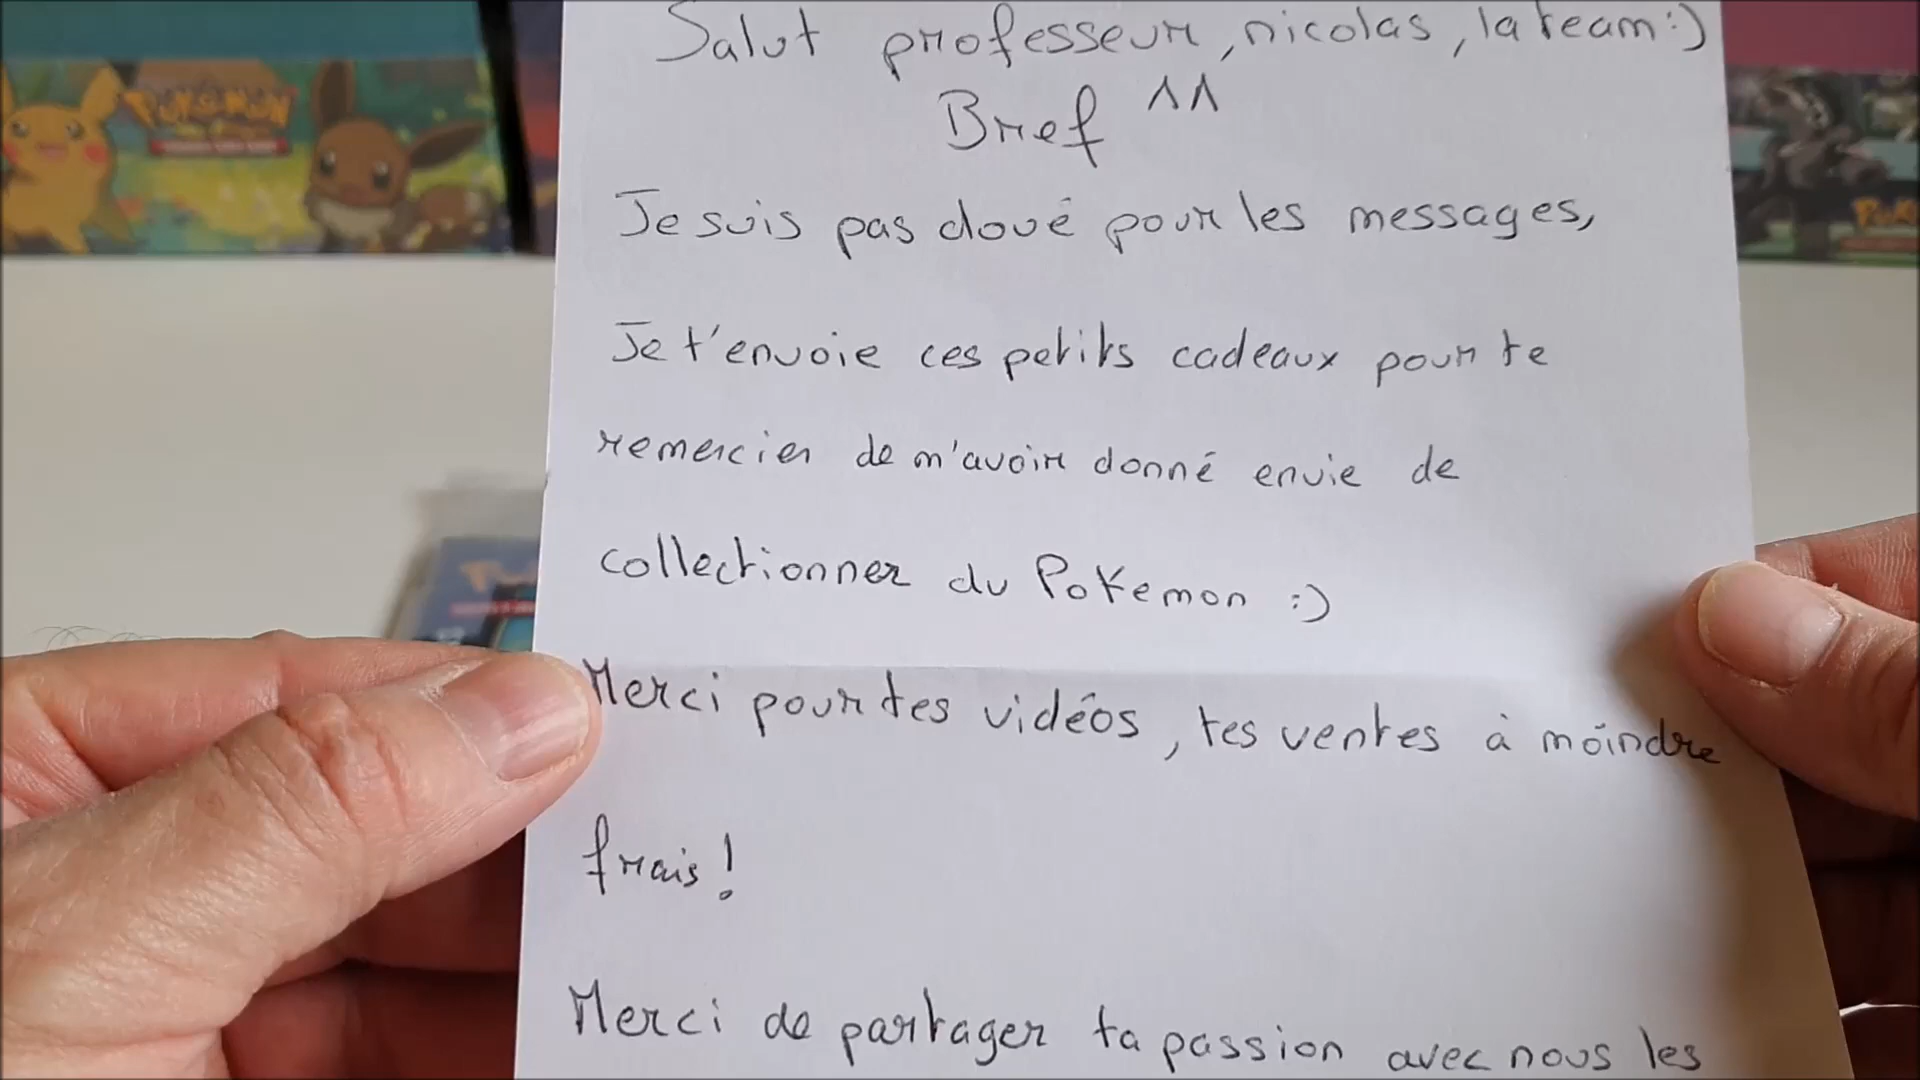 Salut professeur, nicolas, la team :)
Bref ^^
Je suis pas doué pour les messages,
Je t'envoie ces petits cadeaux pour te
remercier de m'avoir donné envie de
collectionner du Pokemon :)
Merci pour tes vidéos, tes ventes à moindre
frais !
Merci de partager ta passion avec nous les
POKÉMON